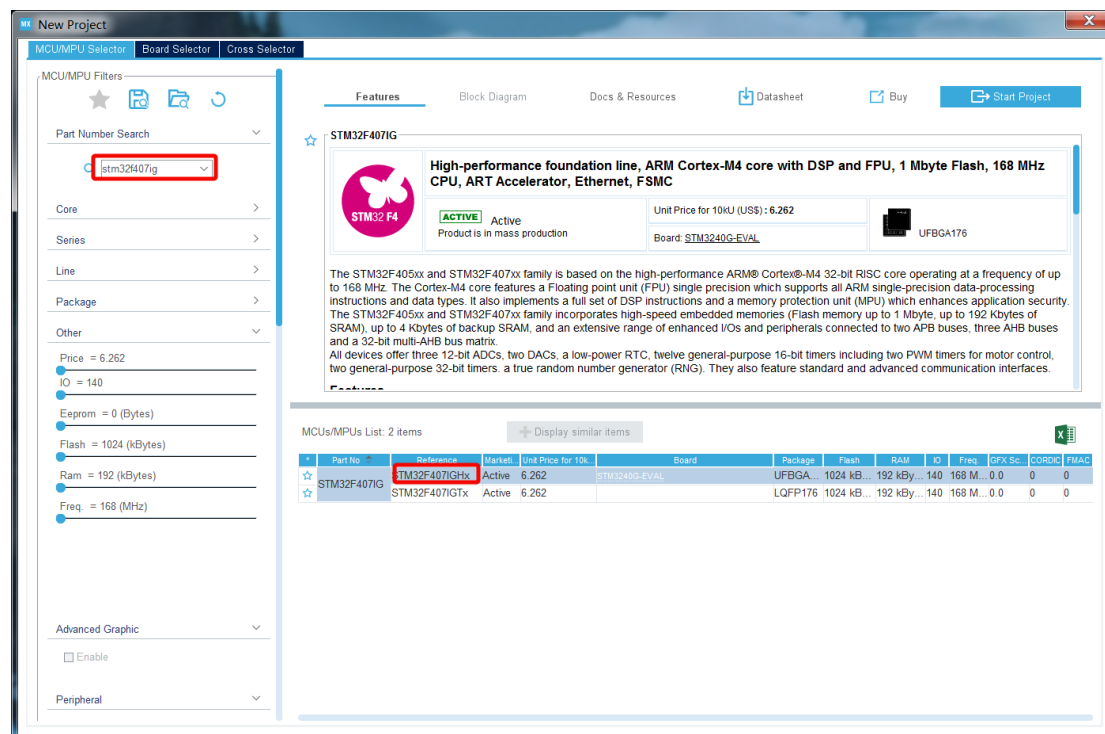 MX New Project
MCU/MPU Selector Board Selector Cross Selector
MCU/MPU Filters
Part Number Search
stm32f407ig
Core
Series
Line
Package
Other
Price = 6.262
IO = 140
Eeprom = 0 (Bytes)
Flash = 1024 (kBytes)
Ram = 192 (kBytes)
Freq. = 168 (MHz)
Advanced Graphic
Enable
Peripheral
Features Block Diagram Docs & Resources Datasheet Buy Start Project
STM32F407IG
STM32 F4
High-performance foundation line, ARM Cortex-M4 core with DSP and FPU, 1 Mbyte Flash, 168 MHz
CPU, ART Accelerator, Ethernet, FSMC
ACTIVE Active
Product is in mass production
Unit Price for 10kU (US$) : 6.262
Board: STM3240G-EVAL
UFBGA176
The STM32F405xx and STM32F407xx family is based on the high-performance ARM® Cortex®-M4 32-bit RISC core operating at a frequency of up
to 168 MHz. The Cortex-M4 core features a Floating point unit (FPU) single precision which supports all ARM single-precision data-processing
instructions and data types. It also implements a full set of DSP instructions and a memory protection unit (MPU) which enhances application security.
The STM32F405xx and STM32F407xx family incorporates high-speed embedded memories (Flash memory up to 1 Mbyte, up to 192 Kbytes of
SRAM), up to 4 Kbytes of backup SRAM, and an extensive range of enhanced I/Os and peripherals connected to two APB buses, three AHB buses
and a 32-bit multi-AHB bus matrix.
All devices offer three 12-bit ADCs, two DACs, a low-power RTC, twelve general-purpose 16-bit timers including two PWM timers for motor control,
two general-purpose 32-bit timers. a true random number generator (RNG). They also feature standard and advanced communication interfaces.
Features
MCUs/MPUs List: 2 items + Display similar items
* Part No Reference Marketi... Unit Price for 10k... Board Package Flash RAM IO Freq. GFX Sc... CORDIC FMAC
STM32F407IG STM32F407IGHx Active 6.262 STM3240G-EVAL UFBGA... 1024 kB... 192 kBy... 140 168 M... 0.0 0 0
STM32F407IGTx Active 6.262 LQFP176 1024 kB... 192 kBy... 140 168 M... 0.0 0 0